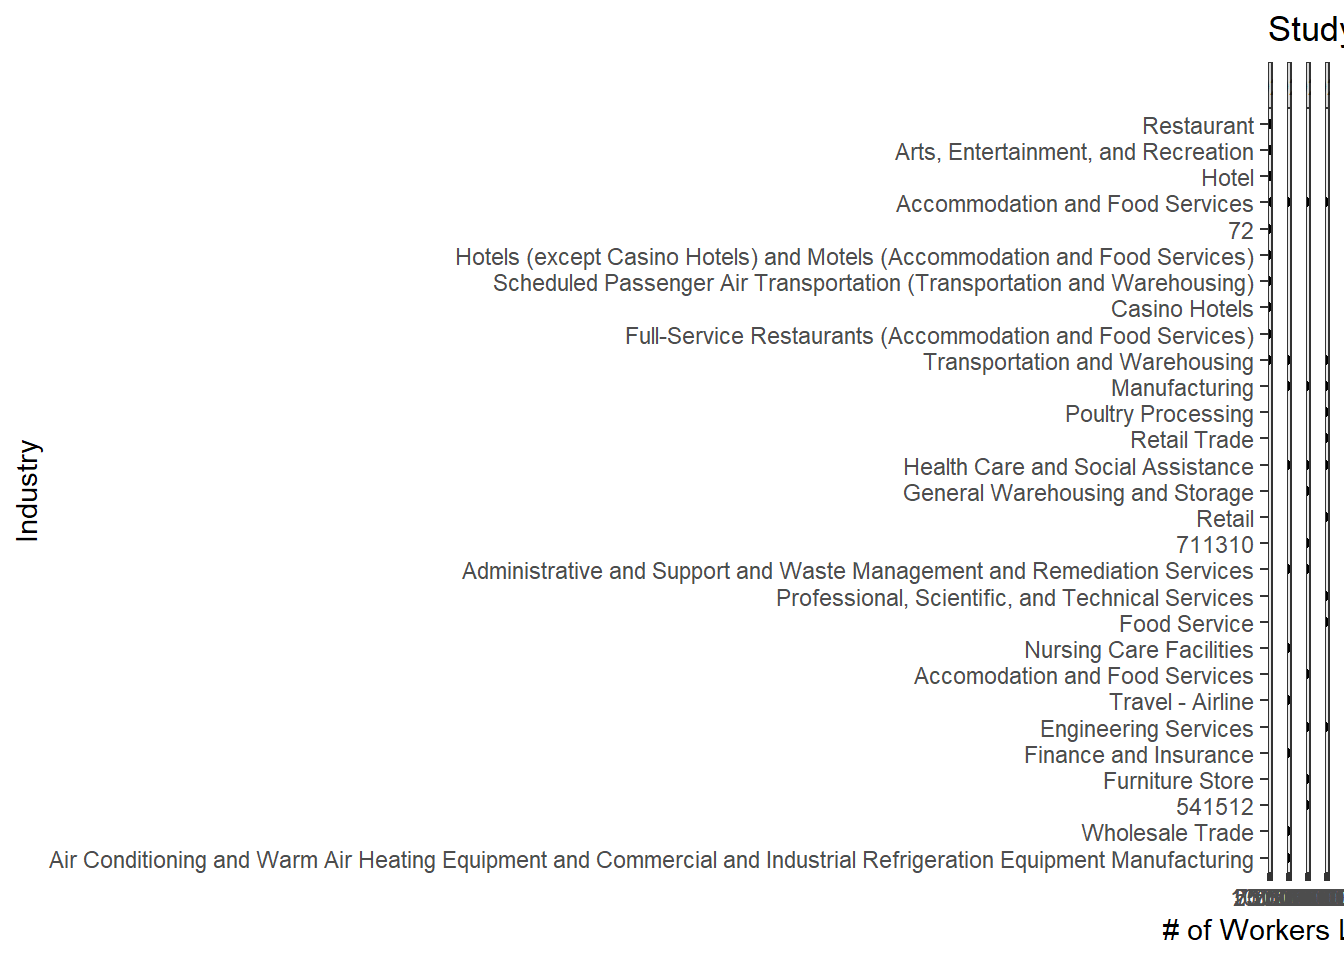 Study
Restaurant
Arts, Entertainment, and Recreation
Hotel
Accommodation and Food Services
72
Hotels (except Casino Hotels) and Motels (Accommodation and Food Services)
Scheduled Passenger Air Transportation (Transportation and Warehousing)
Casino Hotels
Full-Service Restaurants (Accommodation and Food Services)
Transportation and Warehousing
Manufacturing
Poultry Processing
Retail Trade
Health Care and Social Assistance
General Warehousing and Storage
Retail
711310
Administrative and Support and Waste Management and Remediation Services
Professional, Scientific, and Technical Services
Food Service
Nursing Care Facilities
Accomodation and Food Services
Travel - Airline
Engineering Services
Finance and Insurance
Furniture Store
541512
Wholesale Trade
Air Conditioning and Warm Air Heating Equipment and Commercial and Industrial Refrigeration Equipment Manufacturing
Industry
# of Workers L